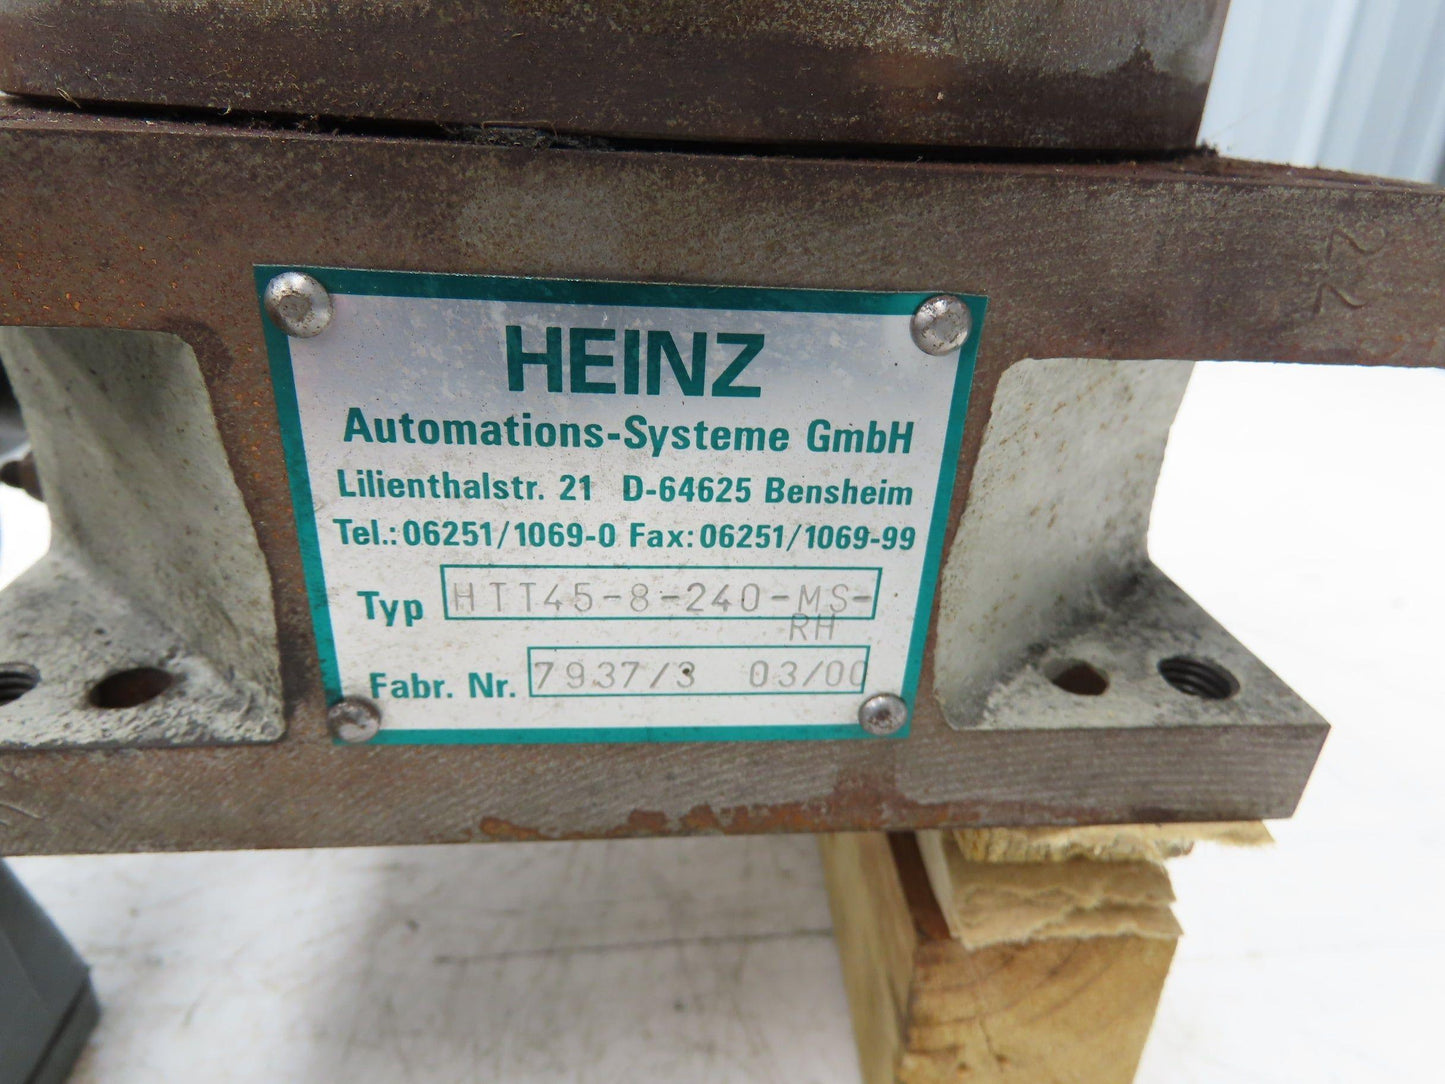 HEINZ
Automations-Systeme GmbH
Lilienthalstr. 21 D-64625 Bensheim
Tel.: 06251/1069-0 Fax: 06251/1069-99
Typ HTT45-8-240-MS-
RH
Fabr. Nr. 7937/3 03/00
22